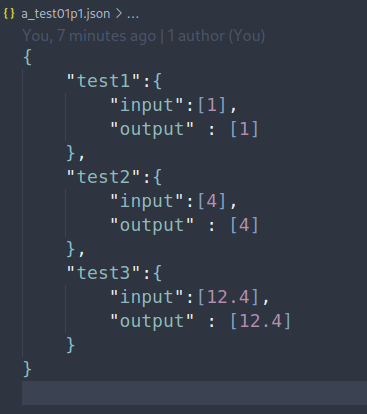 {} a_test01p1.json > ...
You, 7 minutes ago | 1 author (You)
{
    "test1":{
        "input":[1],
        "output" : [1]
    },
    "test2":{
        "input":[4],
        "output" : [4]
    },
    "test3":{
        "input":[12.4],
        "output" : [12.4]
    }
}